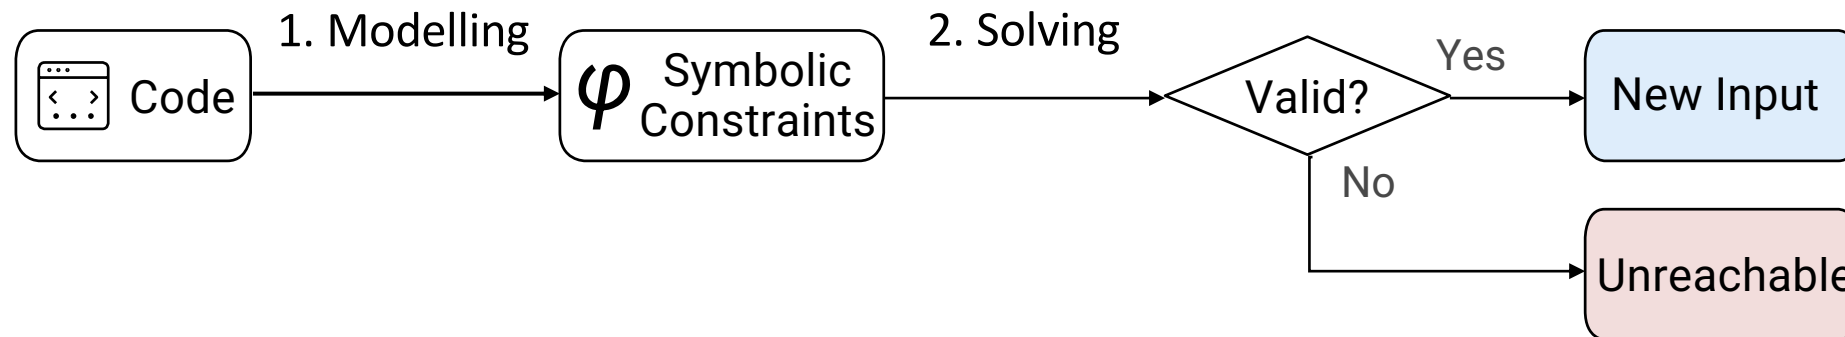 1. Modelling
2. Solving
Code
φ
Symbolic
Constraints
Valid?
Yes
New Input
No
Unreachable